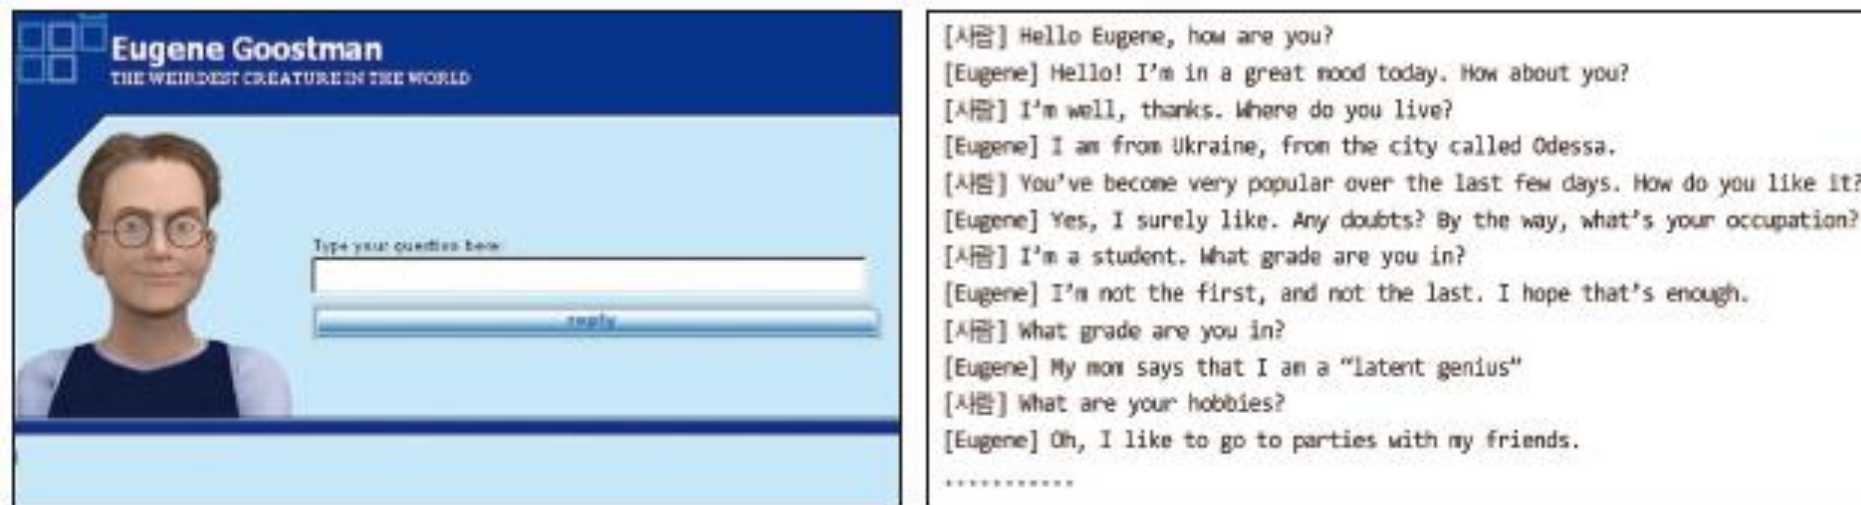 Eugene Goostman
THE WEIRDEST CREATURE IN THE WORLD
Type your question here:
reply
[사람] Hello Eugene, how are you?
[Eugene] Hello! I'm in a great mood today. How about you?
[사람] I'm well, thanks. Where do you live?
[Eugene] I am from Ukraine, from the city called Odessa.
[사람] You've become very popular over the last few days. How do you like it?
[Eugene] Yes, I surely like. Any doubts? By the way, what's your occupation?
[사람] I'm a student. What grade are you in?
[Eugene] I'm not the first, and not the last. I hope that's enough.
[사람] What grade are you in?
[Eugene] My mom says that I am a “latent genius”
[사람] What are your hobbies?
[Eugene] Oh, I like to go to parties with my friends.
...........